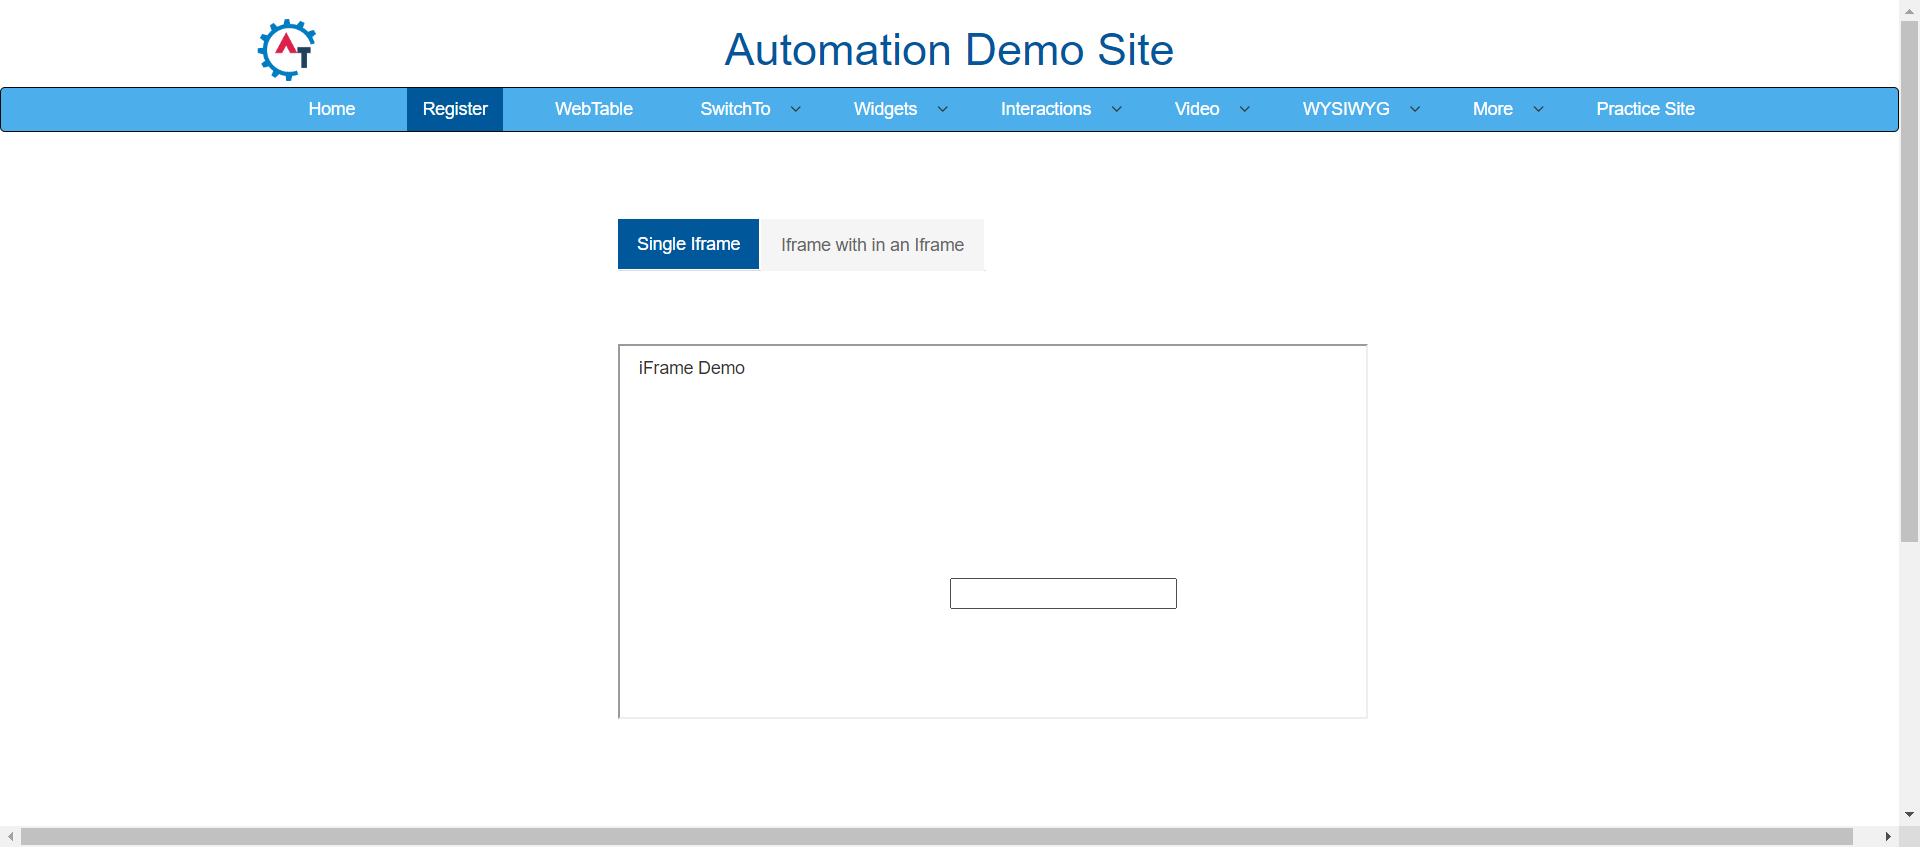 AT
Automation Demo Site
Home Register WebTable SwitchTo Widgets Interactions Video WYSIWYG More Practice Site
Single Iframe Iframe with in an Iframe
iFrame Demo